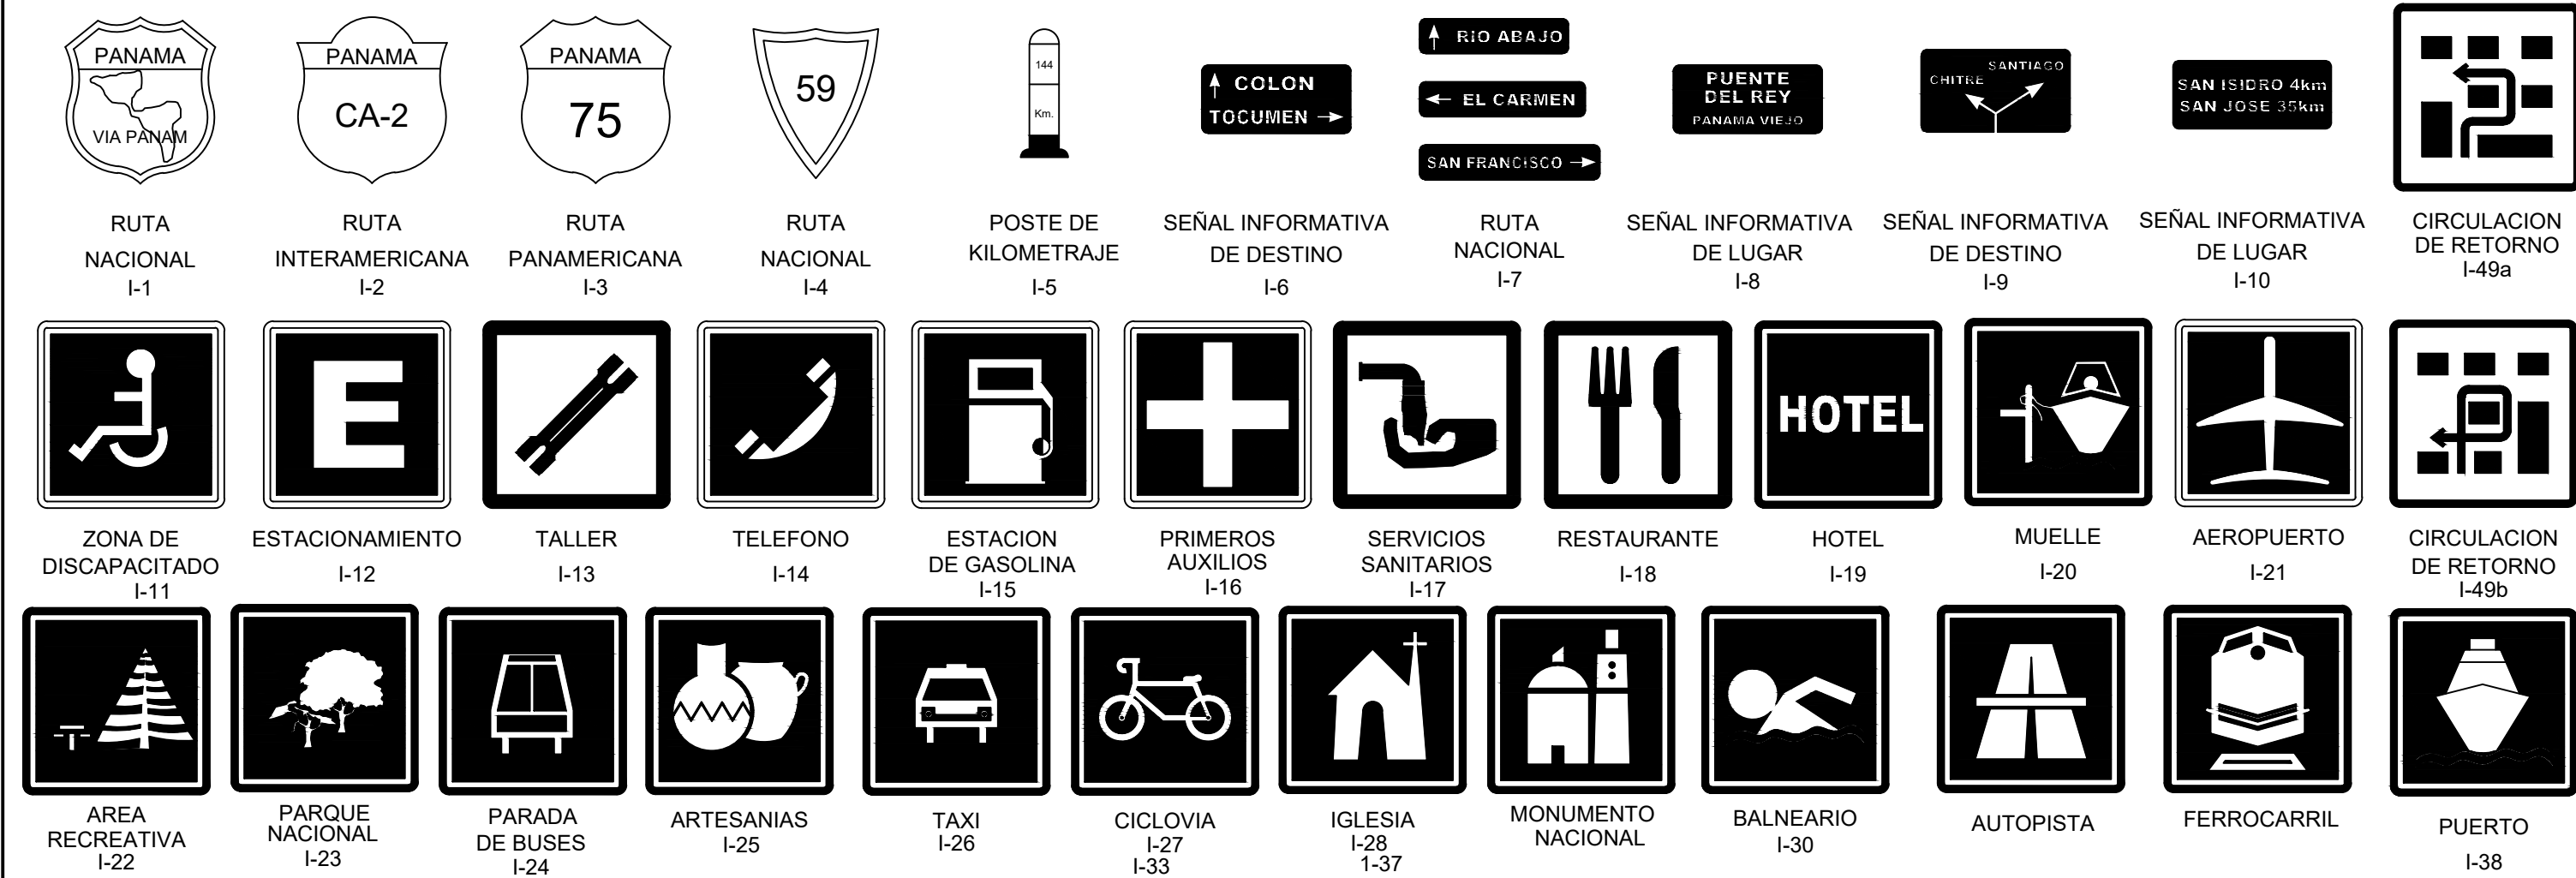 PANAMA
VIA PANAM
RUTA
NACIONAL
I-1
PANAMA
CA-2
RUTA
INTERAMERICANA
I-2
PANAMA
75
RUTA
PANAMERICANA
I-3
59
RUTA
NACIONAL
I-4
144
Km.
POSTE DE
KILOMETRAJE
I-5
COLON
TOCUMEN
SEÑAL INFORMATIVA
DE DESTINO
I-6
RIO ABAJO
EL CARMEN
SAN FRANCISCO
RUTA
NACIONAL
I-7
PUENTE
DEL REY
PANAMA VIEJO
SEÑAL INFORMATIVA
DE LUGAR
I-8
SANTIAGO
CHITRE
SEÑAL INFORMATIVA
DE DESTINO
I-9
SAN ISIDRO 4km
SAN JOSE 35km
SEÑAL INFORMATIVA
DE LUGAR
I-10
CIRCULACION
DE RETORNO
I-49a
ZONA DE
DISCAPACITADO
I-11
E
ESTACIONAMIENTO
I-12
TALLER
I-13
TELEFONO
I-14
ESTACION
DE GASOLINA
I-15
PRIMEROS
AUXILIOS
I-16
SERVICIOS
SANITARIOS
I-17
RESTAURANTE
I-18
HOTEL
HOTEL
I-19
MUELLE
I-20
AEROPUERTO
I-21
CIRCULACION
DE RETORNO
I-49b
AREA
RECREATIVA
I-22
PARQUE
NACIONAL
I-23
PARADA
DE BUSES
I-24
ARTESANIAS
I-25
TAXI
I-26
CICLOVIA
I-27
I-33
IGLESIA
I-28
1-37
MONUMENTO
NACIONAL
BALNEARIO
I-30
AUTOPISTA
FERROCARRIL
PUERTO
I-38